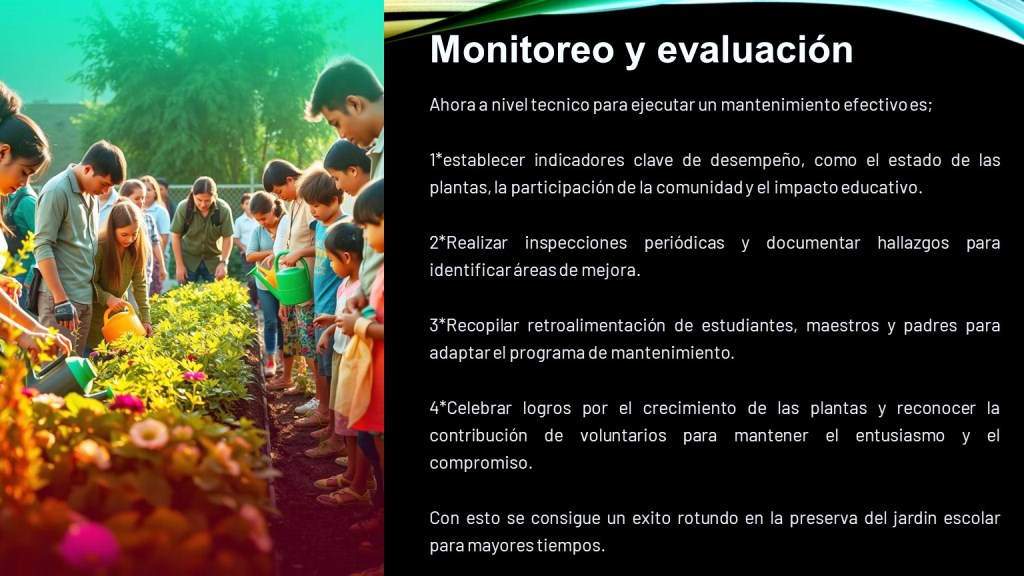 Monitoreo y evaluación
Ahora a nivel tecnico para ejecutar un mantenimiento efectivo es;
1*establecer indicadores clave de desempeño, como el estado de las
plantas, la participación de la comunidad y el impacto educativo.
2*Realizar inspecciones periódicas y documentar hallazgos para
identificar áreas de mejora.
3*Recopilar retroalimentación de estudiantes, maestros y padres para
adaptar el programa de mantenimiento.
4*Celebrar logros por el crecimiento de las plantas y reconocer la
contribución de voluntarios para mantener el entusiasmo y el
compromiso.
Con esto se consigue un exito rotundo en la preserva del jardin escolar
para mayores tiempos.